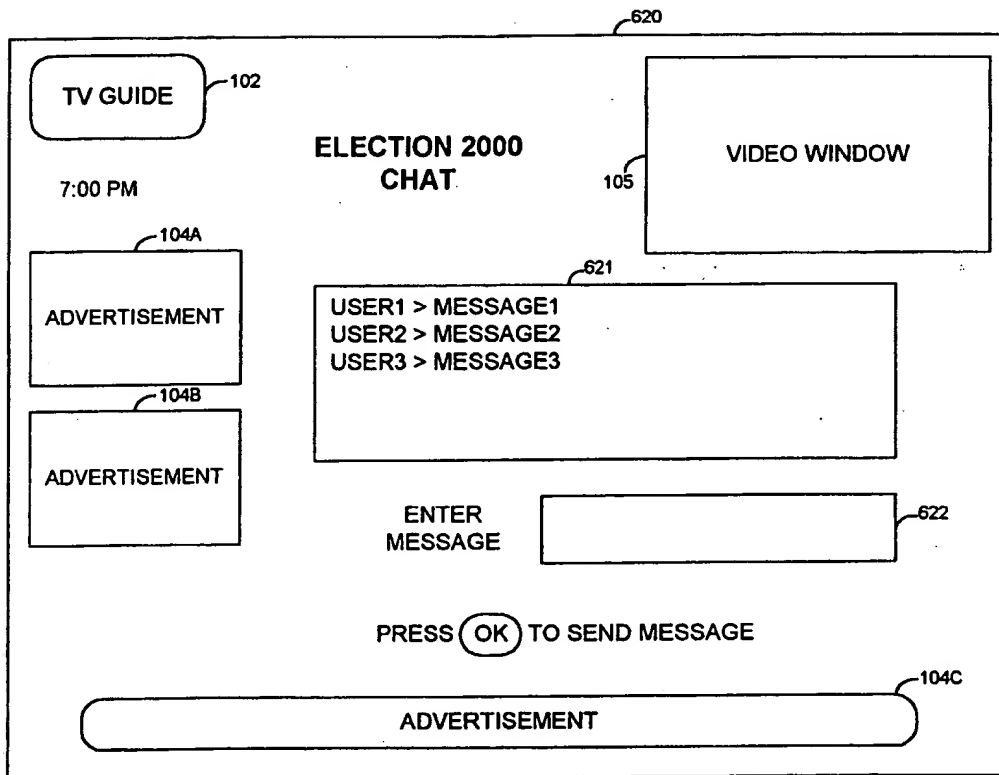 620
TV GUIDE
102
ELECTION 2000
CHAT
VIDEO WINDOW
105
7:00 PM
104A
ADVERTISEMENT
621
USER1 > MESSAGE1
USER2 > MESSAGE2
USER3 > MESSAGE3
104B
ADVERTISEMENT
ENTER
MESSAGE
622
PRESS OK TO SEND MESSAGE
104C
ADVERTISEMENT